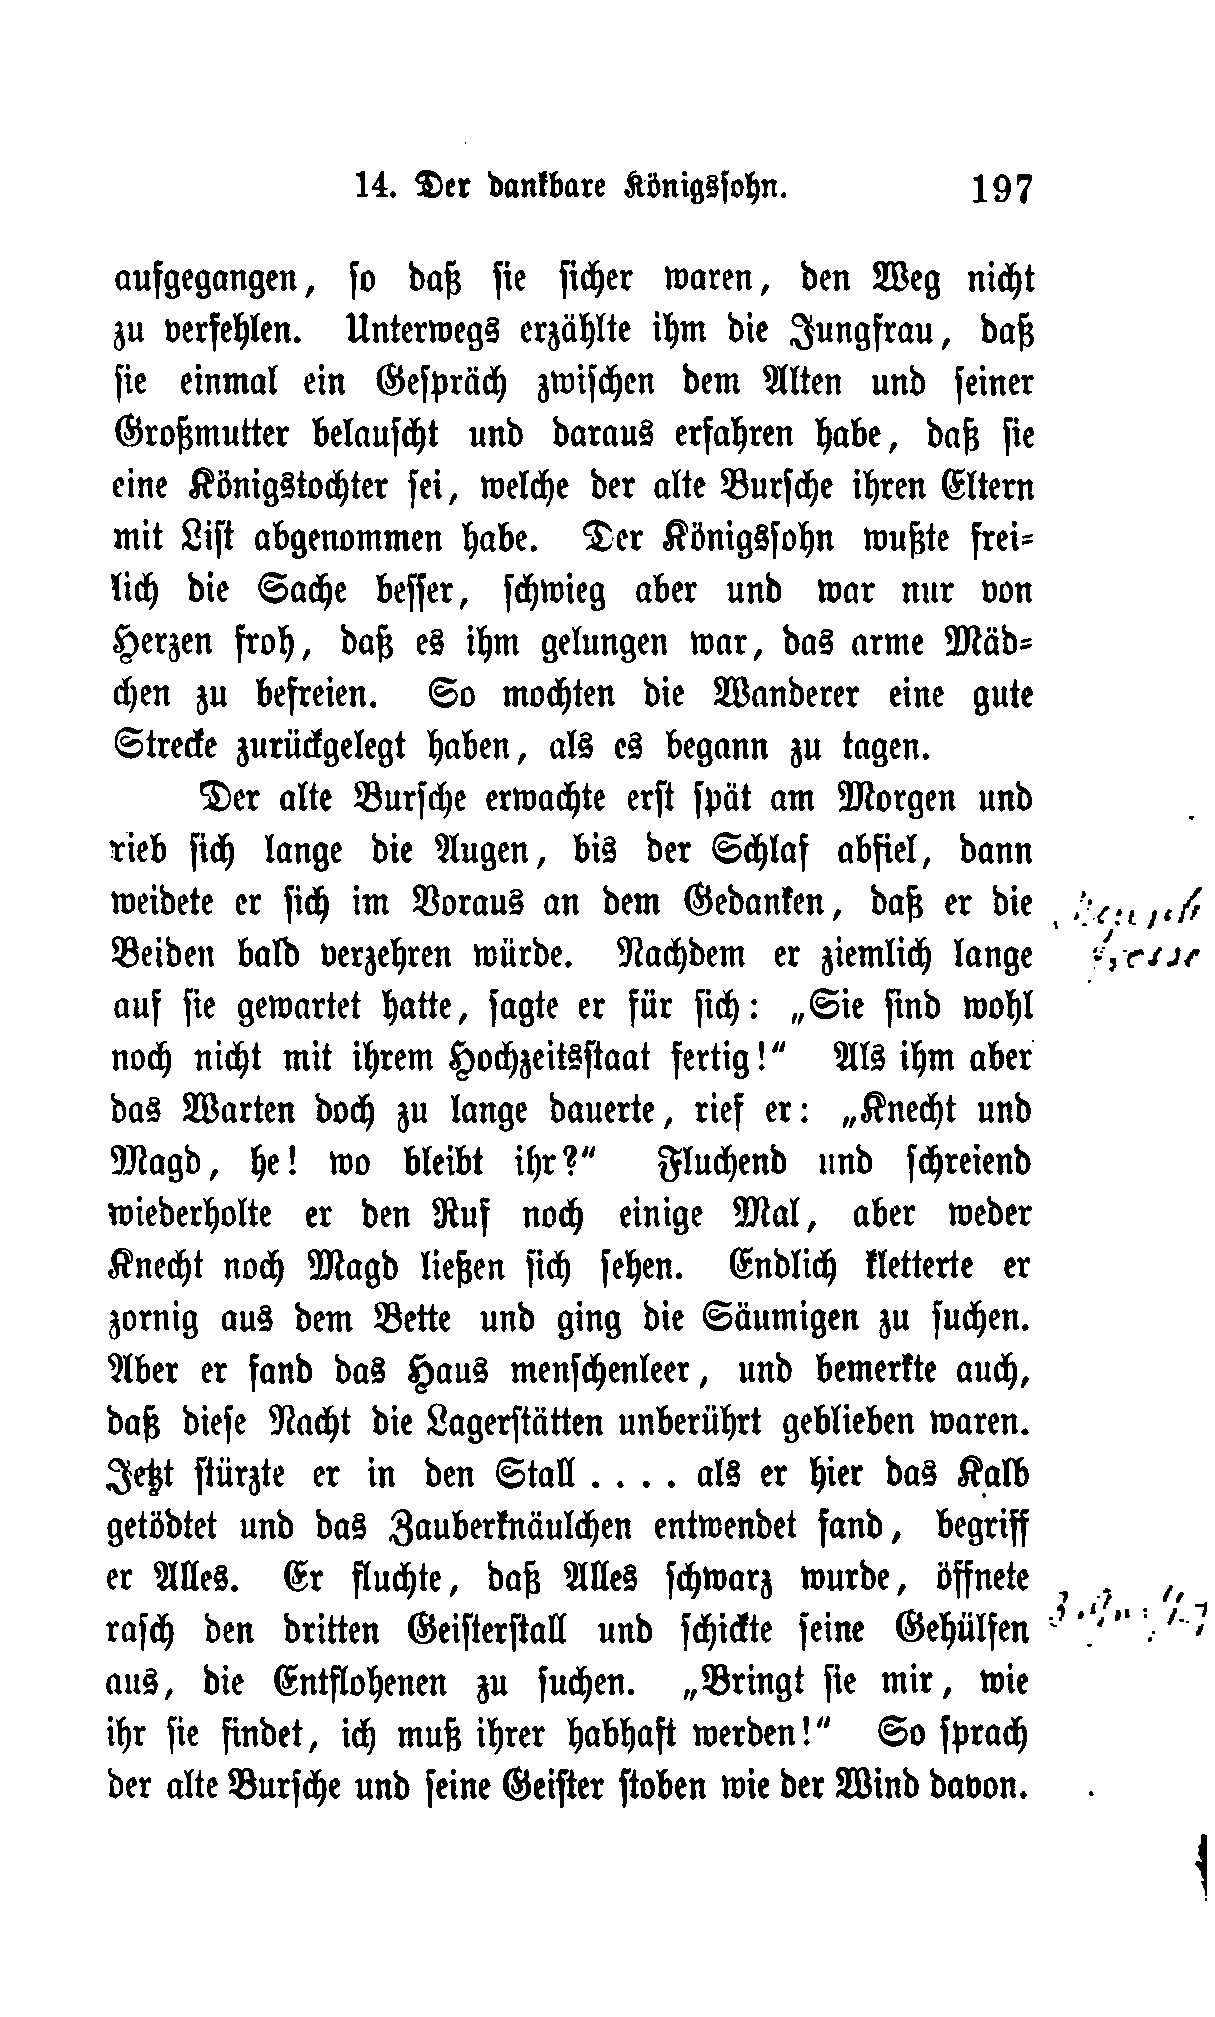 14. Der dankbare Königssohn. 197
aufgegangen, so daß sie sicher waren, den Weg nicht
zu verfehlen. Unterwegs erzählte ihm die Jungfrau, daß
sie einmal ein Gespräch zwischen dem Alten und seiner
Großmutter belauscht und daraus erfahren habe, daß sie
eine Königstochter sei, welche der alte Bursche ihren Eltern
mit List abgenommen habe. Der Königssohn wußte frei-
lich die Sache besser, schwieg aber und war nur von
Herzen froh, daß es ihm gelungen war, das arme Mäd-
chen zu befreien. So mochten die Wanderer eine gute
Strecke zurückgelegt haben, als es begann zu tagen.
Der alte Bursche erwachte erst spät am Morgen und
rieb sich lange die Augen, bis der Schlaf abfiel, dann
weidete er sich im Voraus an dem Gedanken, daß er die
Beiden bald verzehren würde. Nachdem er ziemlich lange
auf sie gewartet hatte, sagte er für sich: „Sie sind wohl
noch nicht mit ihrem Hochzeitsstaat fertig!“ Als ihm aber
das Warten doch zu lange dauerte, rief er: „Knecht und
Magd, he! wo bleibt ihr?“ Fluchend und schreiend
wiederholte er den Ruf noch einige Mal, aber weder
Knecht noch Magd ließen sich sehen. Endlich kletterte er
zornig aus dem Bette und ging die Säumigen zu suchen.
Aber er fand das Haus menschenleer, und bemerkte auch,
daß diese Nacht die Lagerstätten unberührt geblieben waren.
Jetzt stürzte er in den Stall . . . . als er hier das Kalb
getödtet und das Zauberknäulchen entwendet fand, begriff
er Alles. Er fluchte, daß Alles schwarz wurde, öffnete
rasch den dritten Geisterstall und schickte seine Gehülfen
aus, die Entflohenen zu suchen. „Bringt sie mir, wie
ihr sie findet, ich muß ihrer habhaft werden!“ So sprach
der alte Bursche und seine Geister stoben wie der Wind davon.